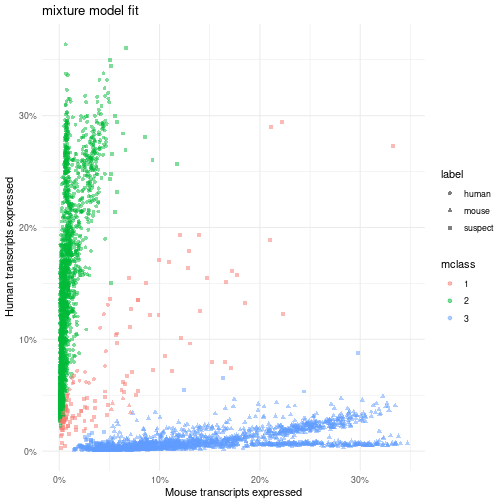 mixture model fit
Human transcripts expressed
30%
20%
10%
0%
0%
10%
20%
30%
Mouse transcripts expressed
label
human
mouse
suspect
mclass
1
2
3